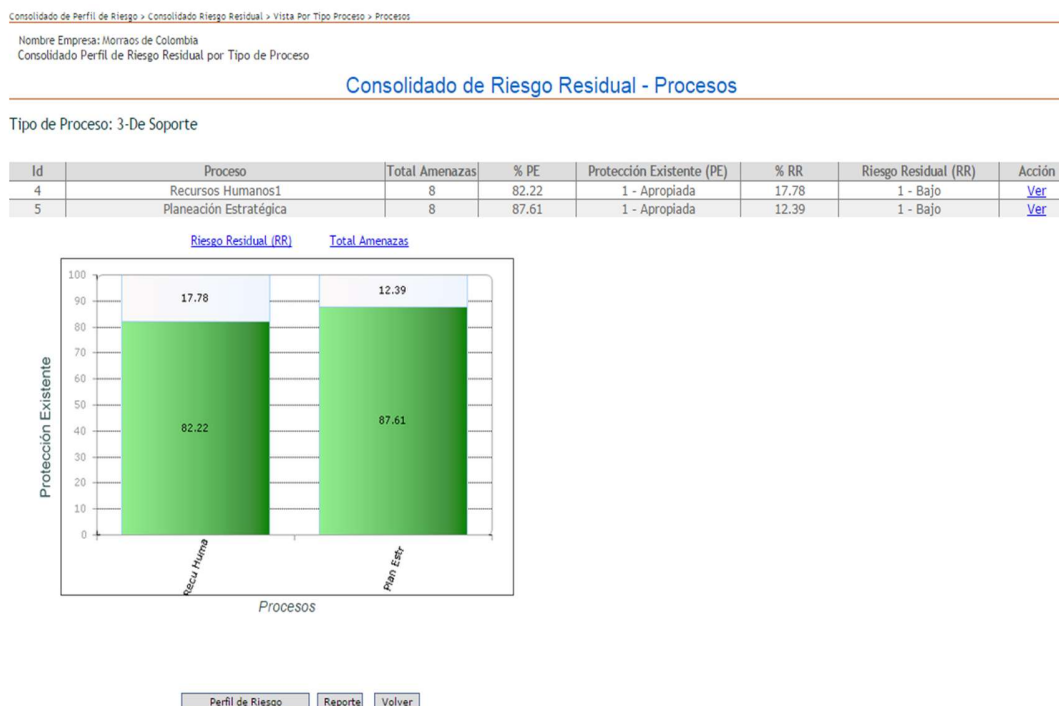 Consolidado de Perfil de Riesgo > Consolidado Riesgo Residual > Vista Por Tipo Proceso > Procesos
Nombre Empresa: Morraos de Colombia
Consolidado Perfil de Riesgo Residual por Tipo de Proceso
Consolidado de Riesgo Residual - Procesos
Tipo de Proceso: 3-De Soporte
Id Proceso Total Amenazas % PE Protección Existente (PE) % RR Riesgo Residual (RR) Acción
4 Recursos Humanos1 8 82.22 1 - Apropiada 17.78 1 - Bajo Ver
5 Planeación Estratégica 8 87.61 1 - Apropiada 12.39 1 - Bajo Ver
Riesgo Residual (RR) Total Amenazas
100
90
80
70
60
50
40
30
20
10
0
Protección Existente
17.78
12.39
82.22
87.61
Recu Huma
Plan Estr
Procesos
Perfil de Riesgo Reporte Volver